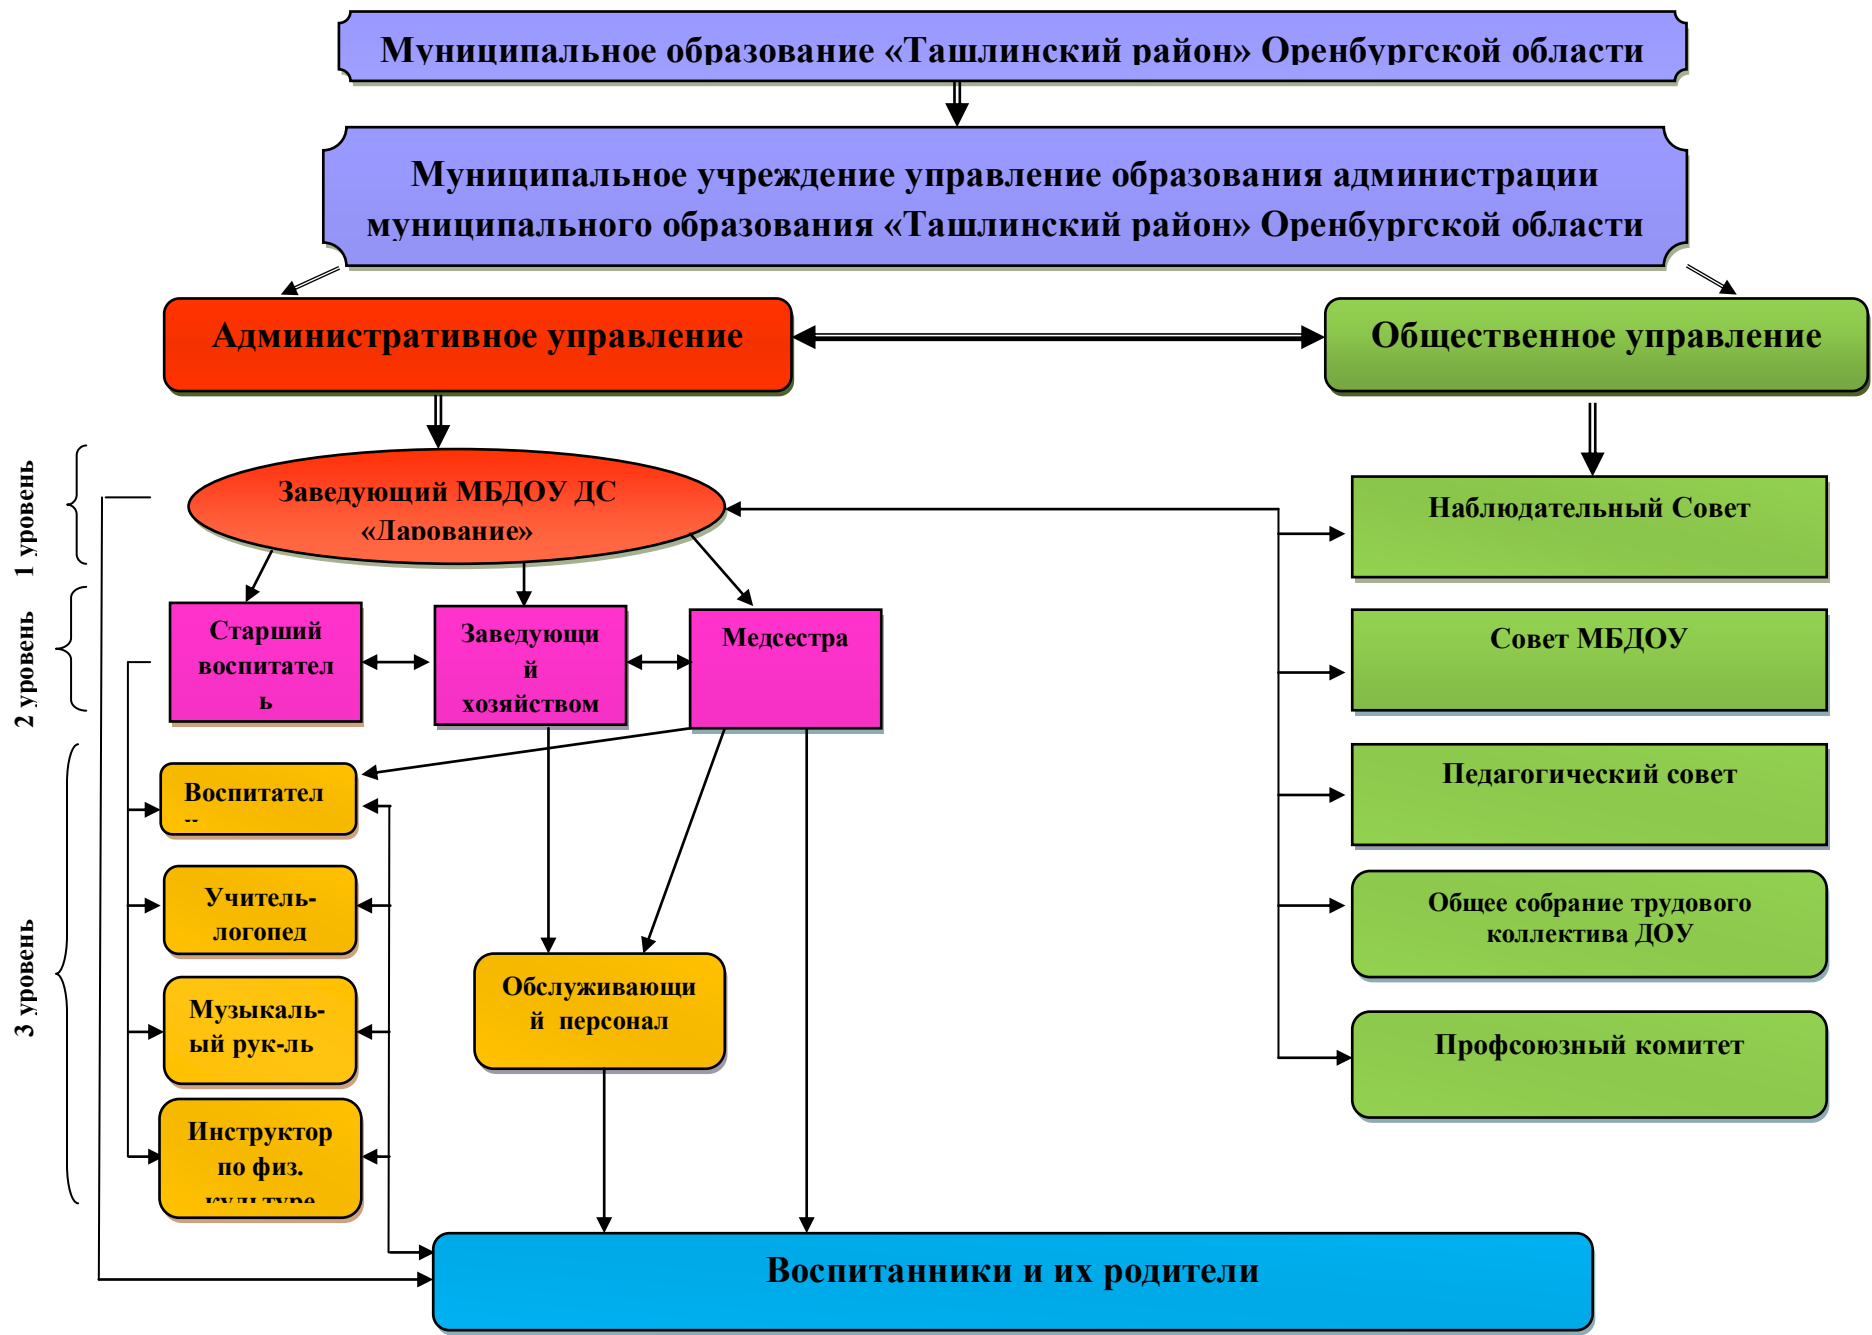 Муниципальное образование «Ташлинский район» Оренбургской области
Муниципальное учреждение управление образования администрации
муниципального образования «Ташлинский район» Оренбургской области
Административное управление
Общественное управление
1 уровень
Заведующий МБДОУ ДС
«Дарование»
Наблюдательный Совет
2 уровень
Старший
воспитател
ь
Заведующи
й
хозяйством
Медсестра
Совет МБДОУ
3 уровень
Воспитател
Педагогический совет
Учитель-
логопед
Общее собрание трудового
коллектива ДОУ
Музыкаль-
ый рук-ль
Обслуживающи
й персонал
Профсоюзный комитет
Инструктор
по физ.
культуре
Воспитанники и их родители